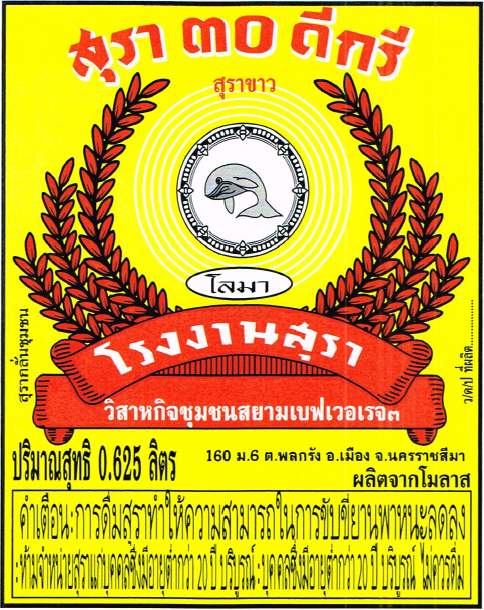 สุรา ๓๐ ดีกรี
สุราขาว
โลมา
โรงงานสุรา
วิสาหกิจชุมชนสยามเบฟเวอเรจ๓
สุรากลั่นชุมชน
ว/ด/ป ที่ผลิต....................
ปริมาณสุทธิ 0.625 ลิตร
160 ม.6 ต.พลกรัง อ.เมือง จ.นครราชสีมา
ผลิตจากโมลาส
คำเตือน:การดื่มสุราทำให้ความสามารถในการขับขี่ยานพาหนะลดลง
:ห้ามจำหน่ายสุราแก่บุคคลซึ่งมีอายุต่ำกว่า 20 ปี บริบูรณ์ :บุคคลซึ่งมีอายุต่ำกว่า 20 ปี บริบูรณ์ ไม่ควรดื่ม